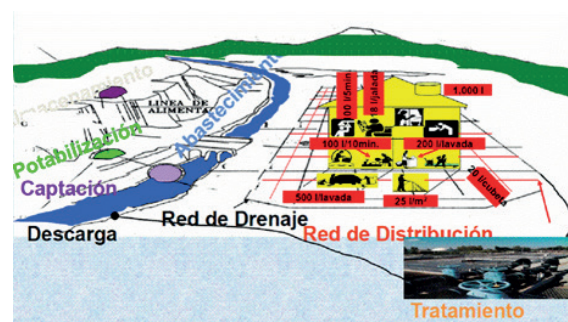 Almacenamiento
LINEA DE
ALIMENTA
Potabilización
Captación
Abastecimiento
100 l/5min.
18 l/jalada
1.000 l
100 l/10min.
200 l/lavada
500 l/lavada
25 l/m²
20 l/cubeta
Descarga
Red de Drenaje
Red de Distribución
Tratamiento